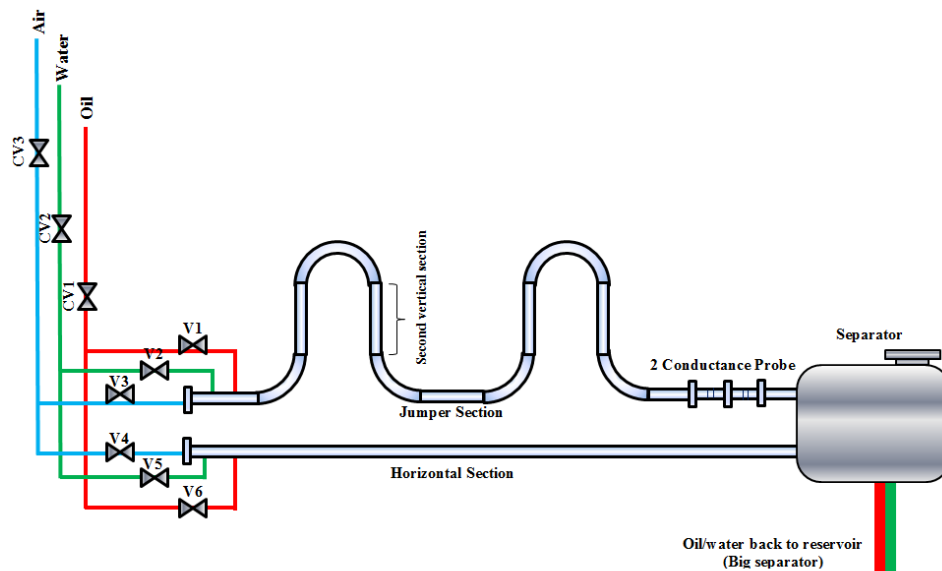 Air
Water
Oil
CV3
CV2
CV1
V1
V2
V3
V4
V5
V6
Second vertical section
Jumper Section
Horizontal Section
2 Conductance Probe
Separator
Oil/water back to reservoir
(Big separator)